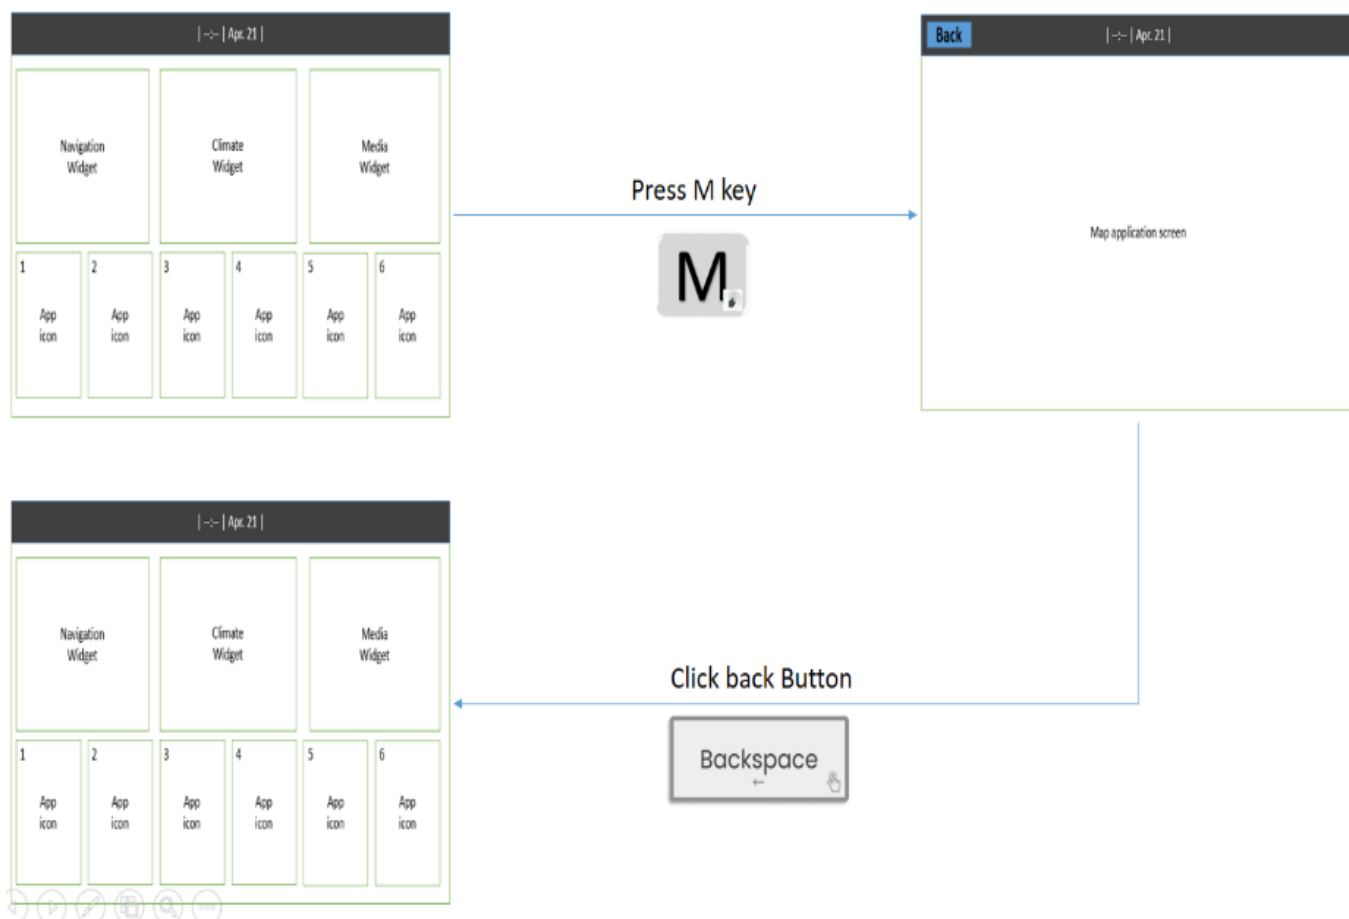 | --:-- | Apr. 21 |
Navigation
Widget
Climate
Widget
Media
Widget
1
2
3
4
5
6
App
icon
App
icon
App
icon
App
icon
App
icon
App
icon
Press M key
M
Back
| --:-- | Apr. 21 |
Map application screen
| --:-- | Apr. 21 |
Navigation
Widget
Climate
Widget
Media
Widget
1
2
3
4
5
6
App
icon
App
icon
App
icon
App
icon
App
icon
App
icon
Click back Button
Backspace
←